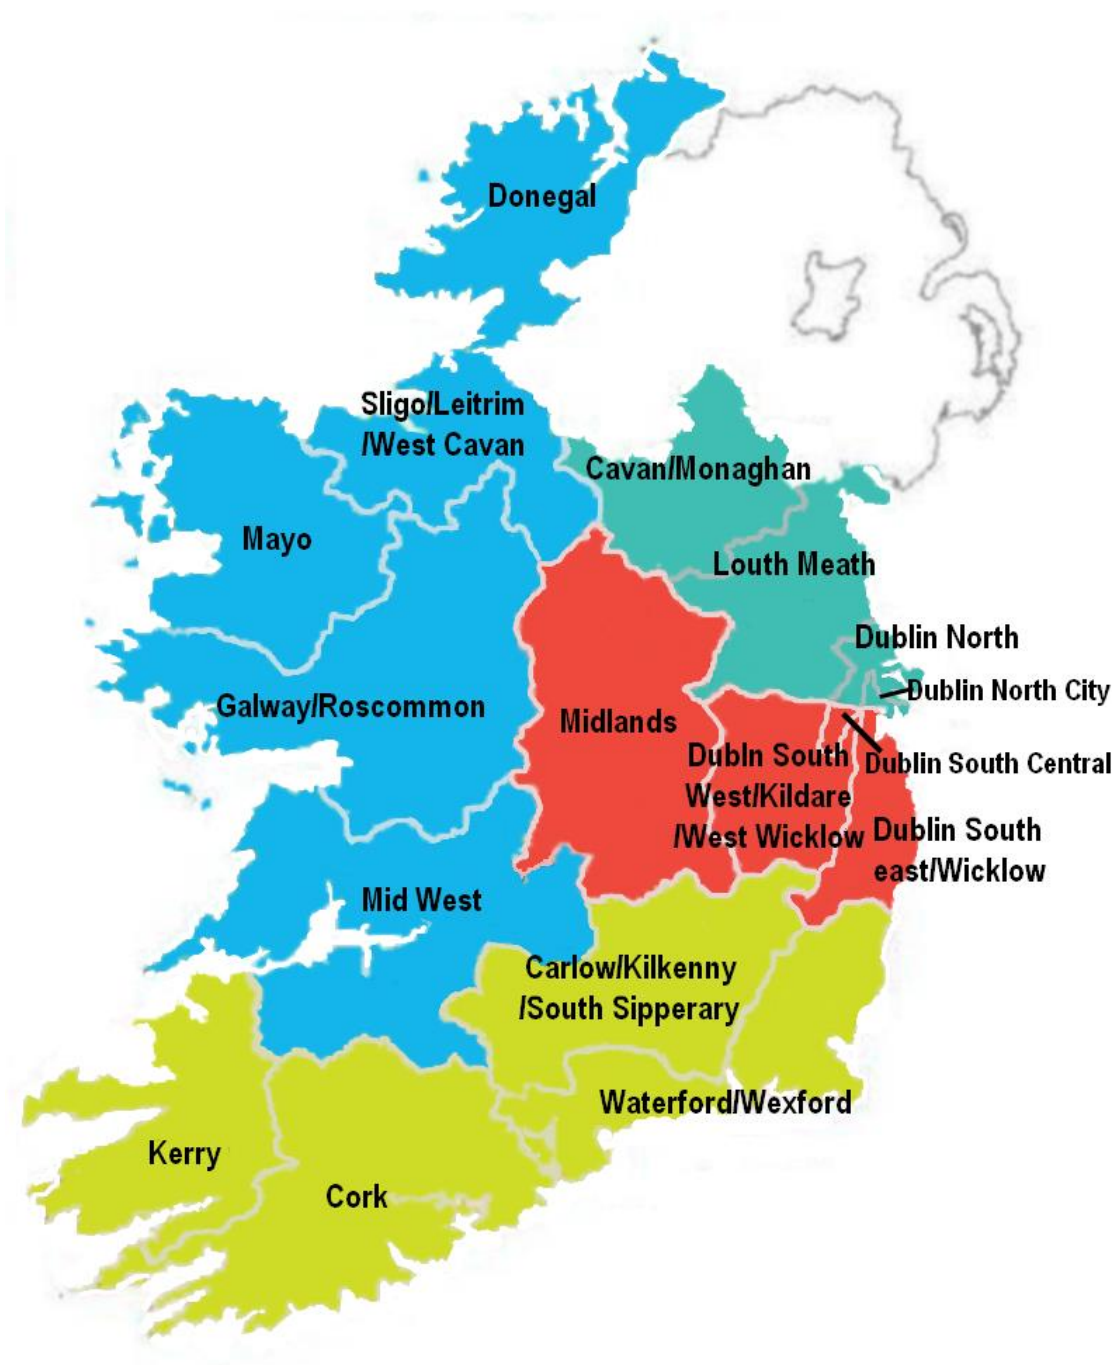 Donegal
Sligo/Leitrim
/West Cavan
Cavan/Monaghan
Mayo
Louth Meath
Dublin North
Dublin North City
Galway/Roscommon
Midlands
Dubln South
West/Kildare
/West Wicklow
Dublin South Central
Dublin South
east/Wicklow
Mid West
Carlow/Kilkenny
/South Sipperary
Waterford/Wexford
Kerry
Cork